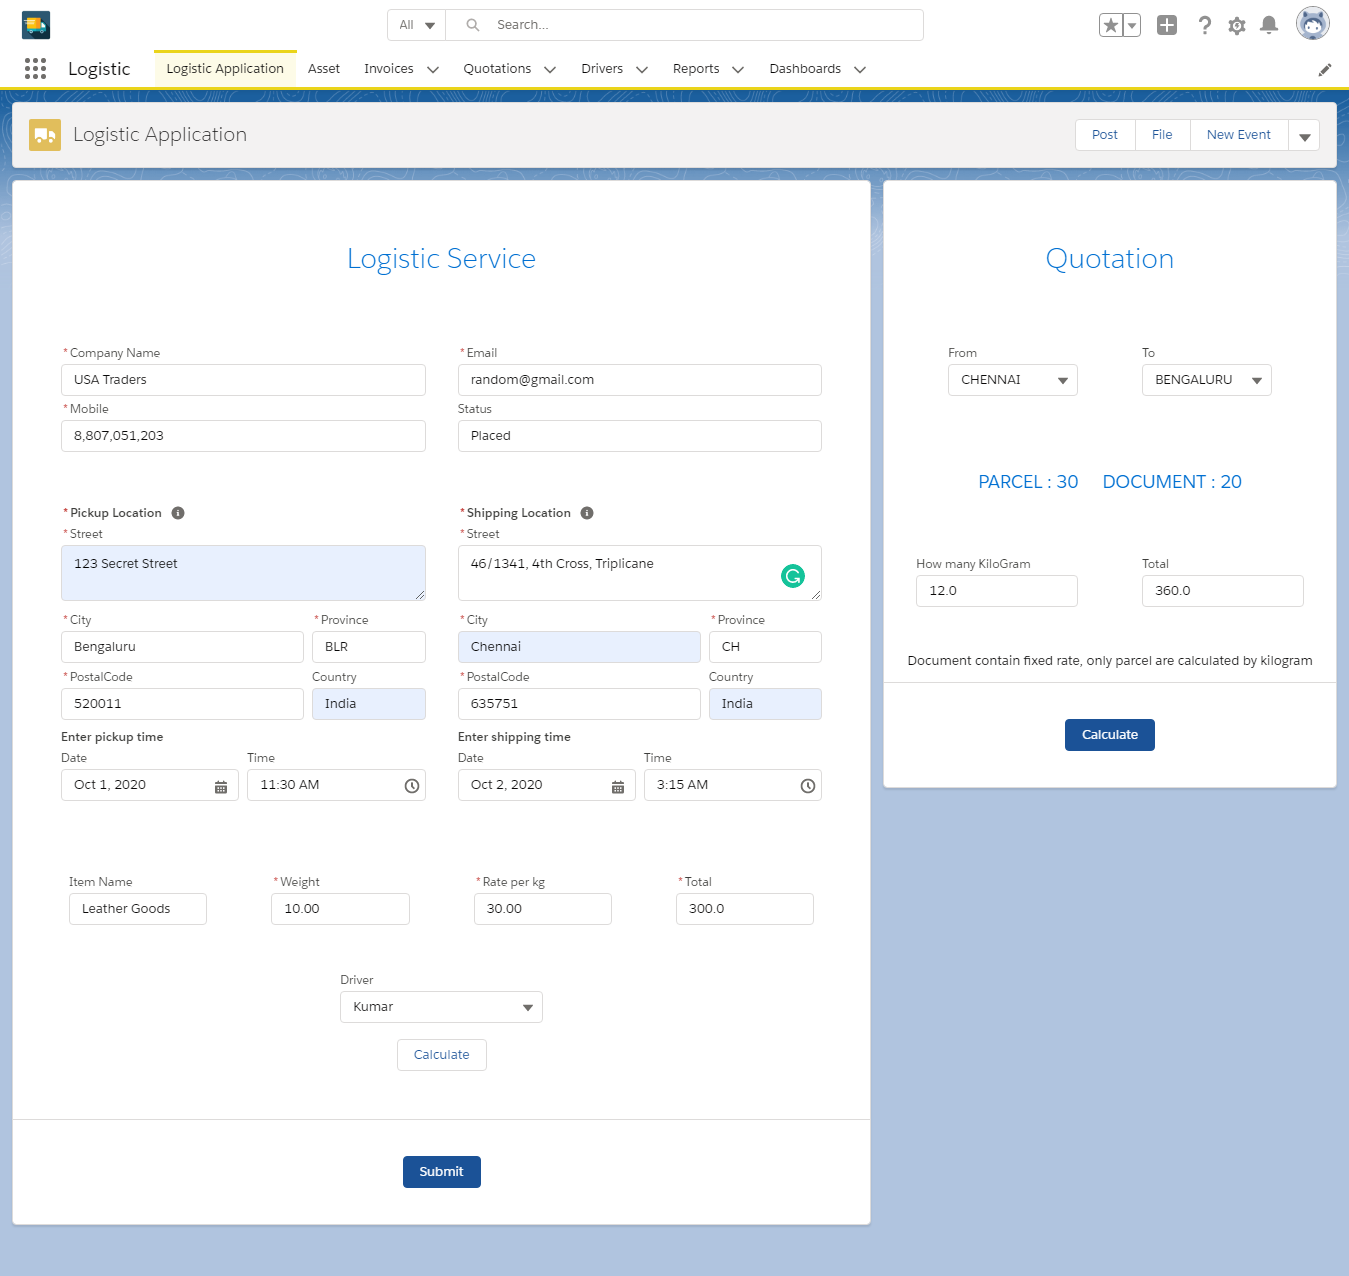 All Search...
Logistic Logistic Application Asset Invoices Quotations Drivers Reports Dashboards
Logistic Application Post File New Event
Logistic Service
* Company Name * Email
USA Traders random@gmail.com
* Mobile Status
8,807,051,203 Placed
* Pickup Location * Shipping Location
* Street * Street
123 Secret Street 46/1341, 4th Cross, Triplicane
* City * Province * City * Province
Bengaluru BLR Chennai CH
* PostalCode Country * PostalCode Country
520011 India 635751 India
Enter pickup time Enter shipping time
Date Time Date Time
Oct 1, 2020 11:30 AM Oct 2, 2020 3:15 AM
Item Name * Weight * Rate per kg * Total
Leather Goods 10.00 30.00 300.0
Driver
Kumar
Calculate
Submit
Quotation
From To
CHENNAI BENGALURU
PARCEL : 30 DOCUMENT : 20
How many KiloGram Total
12.0 360.0
Document contain fixed rate, only parcel are calculated by kilogram
Calculate